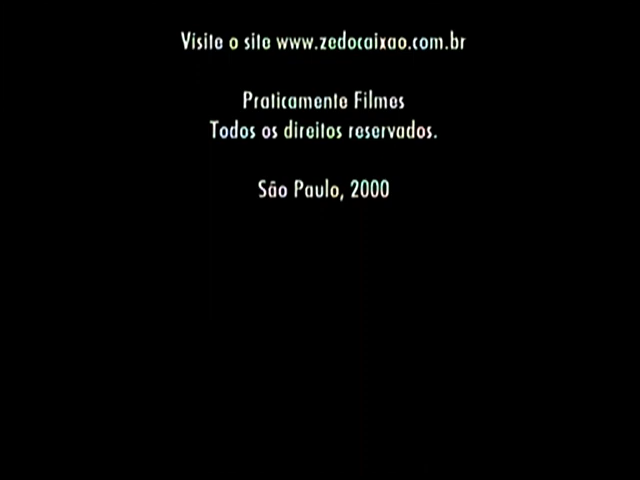 Visite o site www.zedocaixao.com.br
Praticamente Filmes
Todos os direitos reservados.
São Paulo, 2000